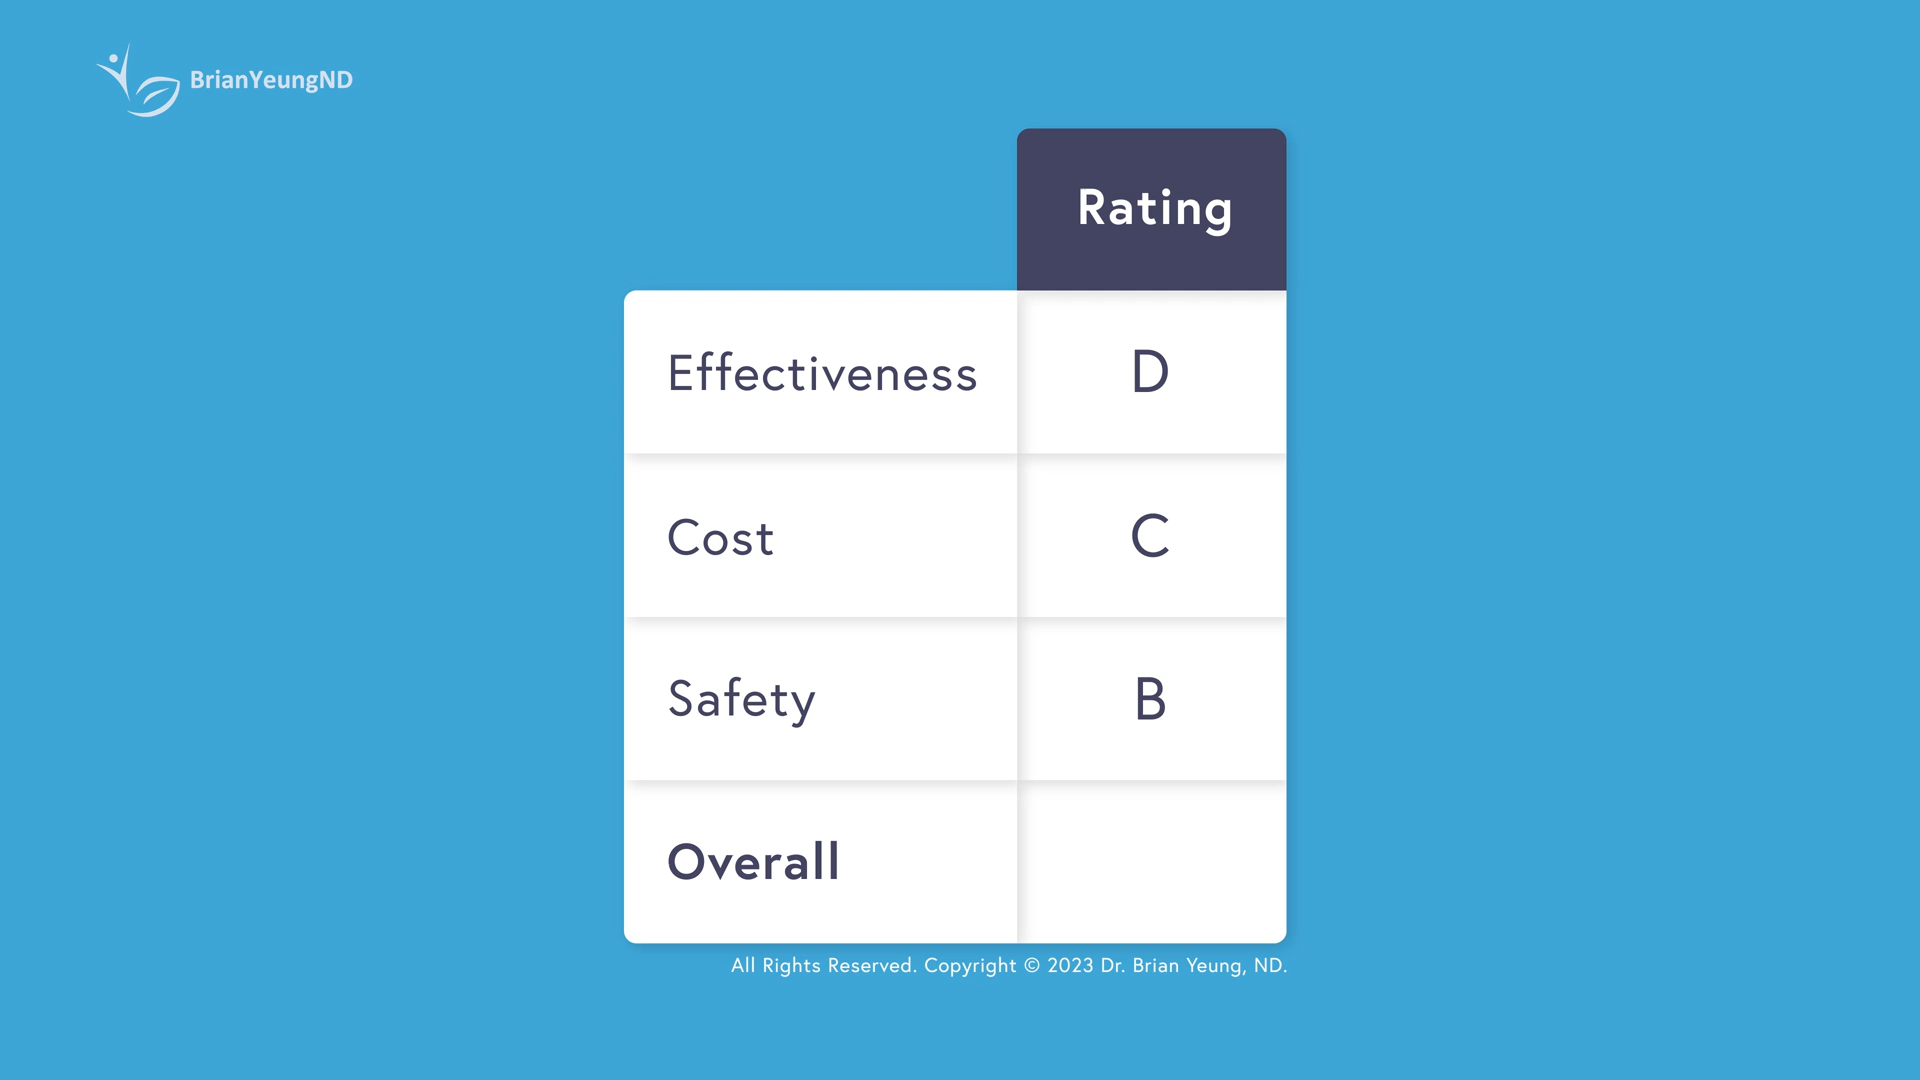 BrianYeungND
Rating
Effectiveness D
Cost C
Safety B
Overall
All Rights Reserved. Copyright © 2023 Dr. Brian Yeung, ND.